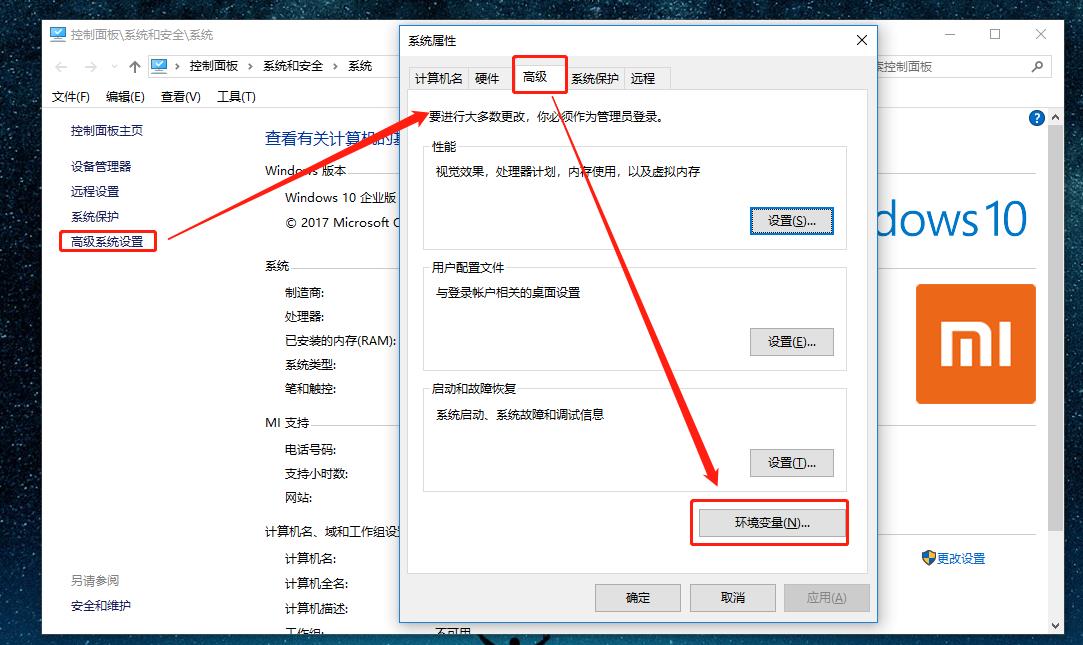 控制面板\系统和安全\系统
控制面板 系统和安全 系统
索控制面板
文件(F) 编辑(E) 查看(V) 工具(T)
控制面板主页
设备管理器
远程设置
系统保护
高级系统设置
另请参阅
安全和维护
查看有关计算机的基
Windows 版本
Windows 10 企业版
© 2017 Microsoft C
dows 10
系统
制造商:
处理器:
已安装的内存(RAM):
系统类型:
笔和触控:
MI 支持
电话号码:
支持小时数:
网站:
计算机名、域和工作组设置
计算机名:
计算机全名:
计算机描述:
工作组:
不可用
更改设置
mi
系统属性
计算机名 硬件 高级 系统保护 远程
要进行大多数更改，你必须作为管理员登录。
性能
视觉效果，处理器计划，内存使用，以及虚拟内存
设置(S)...
用户配置文件
与登录帐户相关的桌面设置
设置(E)...
启动和故障恢复
系统启动、系统故障和调试信息
设置(T)...
环境变量(N)...
确定 取消 应用(A)